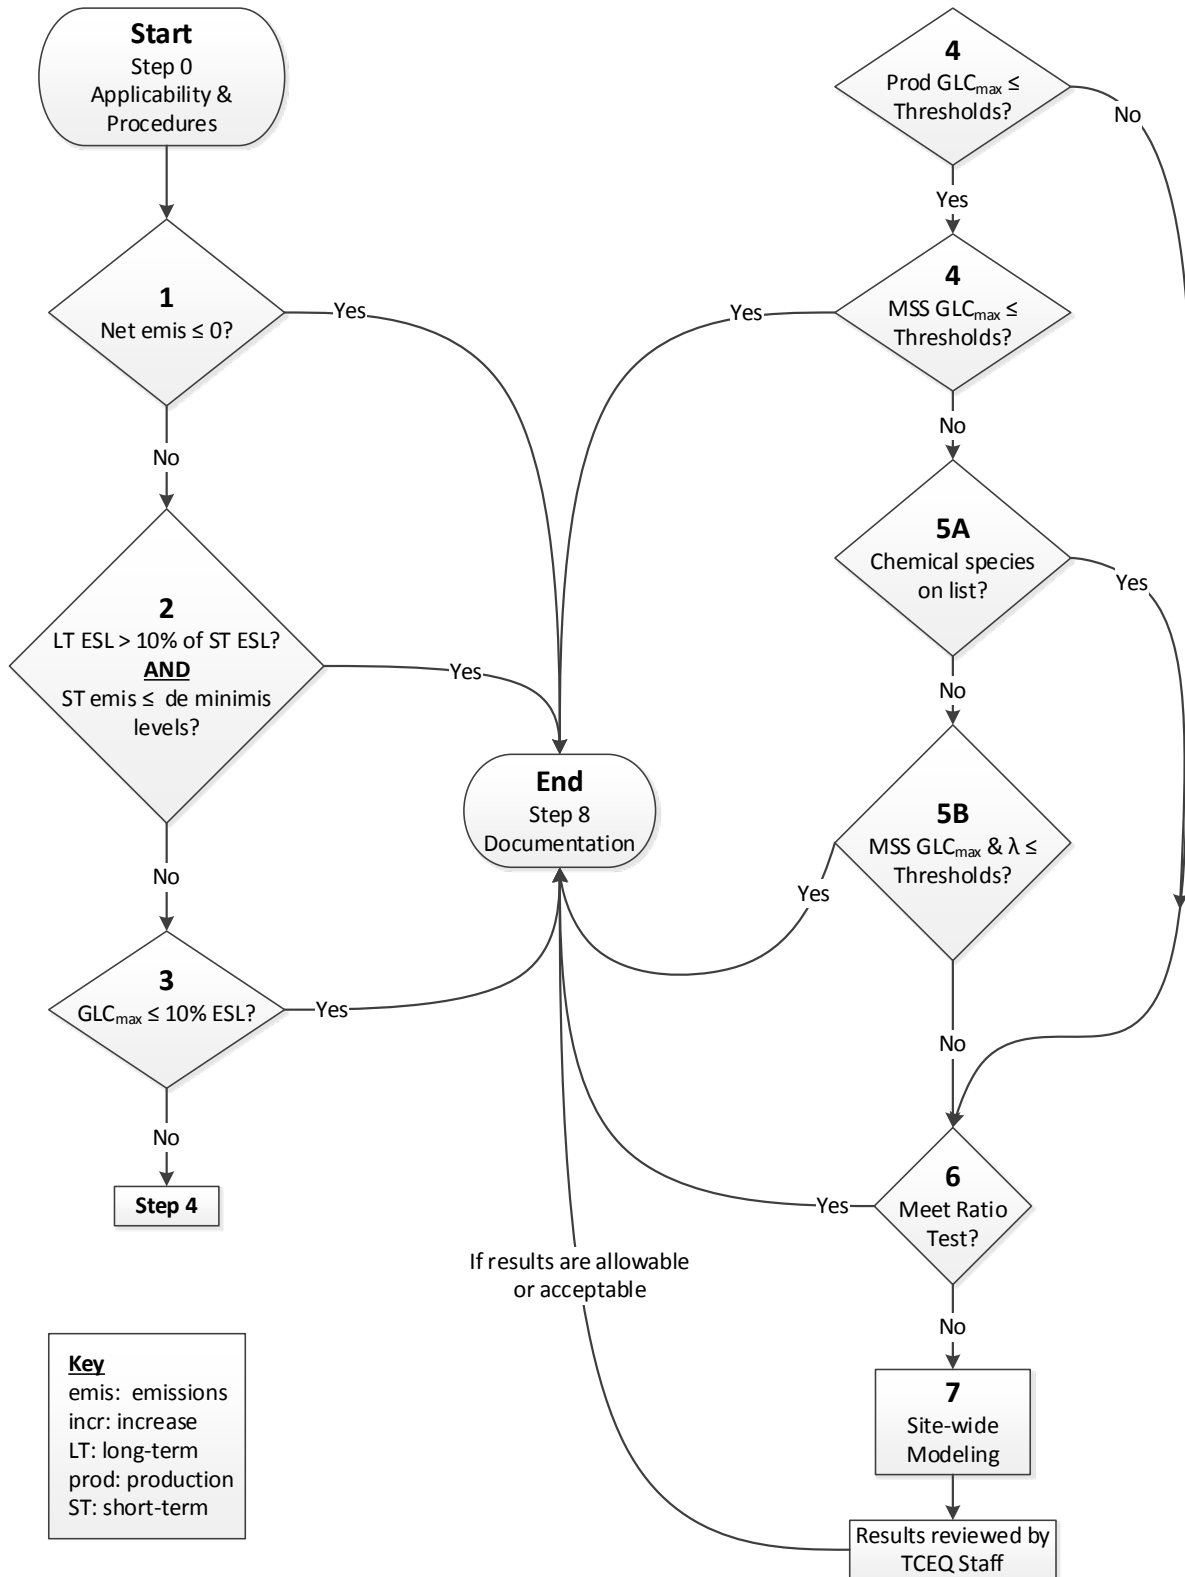 Start
Step 0
Applicability &
Procedures
1
Net emis ≤ 0?
Yes
No
2
LT ESL > 10% of ST ESL?
AND
ST emis ≤ de minimis
levels?
Yes
No
3
GLCmax ≤ 10% ESL?
Yes
No
Step 4
Key
emis: emissions
incr: increase
LT: long-term
prod: production
ST: short-term
End
Step 8
Documentation
4
Prod GLCmax ≤
Thresholds?
No
Yes
4
MSS GLCmax ≤
Thresholds?
Yes
No
5A
Chemical species
on list?
Yes
No
5B
MSS GLCmax & λ ≤
Thresholds?
Yes
No
6
Meet Ratio
Test?
Yes
No
7
Site-wide
Modeling
Results reviewed by
TCEQ Staff
If results are allowable
or acceptable